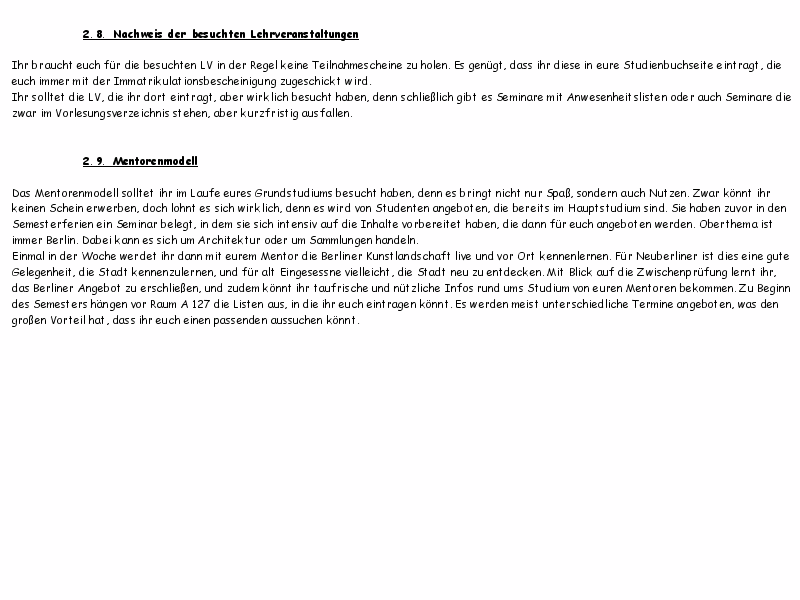 2.8. Nachweis der besuchten Lehrveranstaltungen
Ihr braucht euch für die besuchten LV in der Regel keine Teilnahmescheine zu holen. Es genügt, dass ihr diese in eure Studienbuchseite eintragt, die
euch immer mit der Immatrikulationsbescheinigung zugeschickt wird.
Ihr solltet die LV, die ihr dort eintragt, aber wirklich besucht haben, denn schließlich gibt es Seminare mit Anwesenheitslisten oder auch Seminare die
zwar im Vorlesungsverzeichnis stehen, aber kurzfristig ausfallen.
2.9. Mentorenmodell
Das Mentorenmodell solltet ihr im Laufe eures Grundstudiums besucht haben, denn es bringt nicht nur Spaß, sondern auch Nutzen. Zwar könnt ihr
keinen Schein erwerben, doch lohnt es sich wirklich, denn es wird von Studenten angeboten, die bereits im Hauptstudium sind. Sie haben zuvor in den
Semesterferien ein Seminar belegt, in dem sie sich intensiv auf die Inhalte vorbereitet haben, die dann für euch angeboten werden. Oberthema ist
immer Berlin. Dabei kann es sich um Architektur oder um Sammlungen handeln.
Einmal in der Woche werdet ihr dann mit eurem Mentor die Berliner Kunstlandschaft live und vor Ort kennenlernen. Für Neuberliner ist dies eine gute
Gelegenheit, die Stadt kennenzulernen, und für alt Eingesessne vielleicht, die Stadt neu zu entdecken. Mit Blick auf die Zwischenprüfung lernt ihr,
das Berliner Angebot zu erschließen, und zudem könnt ihr taufrische und nützliche Infos rund ums Studium von euren Mentoren bekommen. Zu Beginn
des Semesters hängen vor Raum A 127 die Listen aus, in die ihr euch eintragen könnt. Es werden meist unterschiedliche Termine angeboten, was den
großen Vorteil hat, dass ihr euch einen passenden aussuchen könnt.